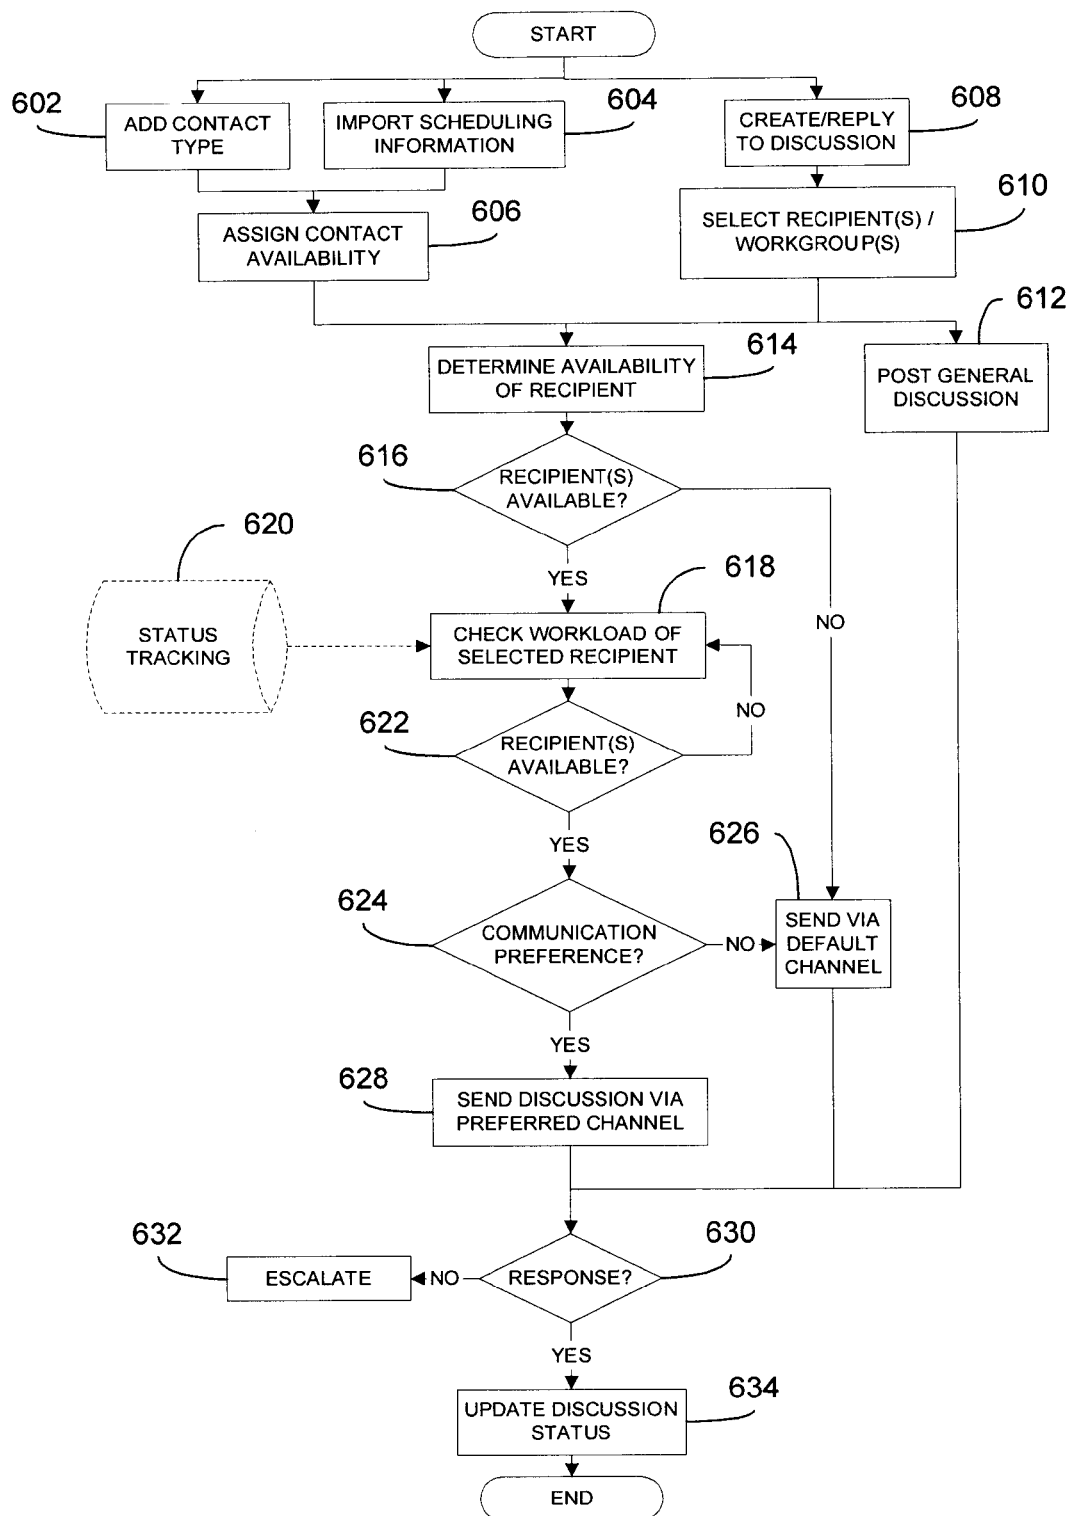 START
602
ADD CONTACT
TYPE
IMPORT SCHEDULING
INFORMATION
604
CREATE/REPLY
TO DISCUSSION
608
ASSIGN CONTACT
AVAILABILITY
606
SELECT RECIPIENT(S) /
WORKGROUP(S)
610
612
DETERMINE AVAILABILITY
OF RECIPIENT
614
POST GENERAL
DISCUSSION
616
RECIPIENT(S)
AVAILABLE?
620
YES
618
NO
STATUS
TRACKING
CHECK WORKLOAD OF
SELECTED RECIPIENT
NO
622
RECIPIENT(S)
AVAILABLE?
YES
626
624
COMMUNICATION
PREFERENCE?
NO
SEND VIA
DEFAULT
CHANNEL
YES
628
SEND DISCUSSION VIA
PREFERRED CHANNEL
632
630
ESCALATE
NO
RESPONSE?
YES
UPDATE DISCUSSION
STATUS
634
END